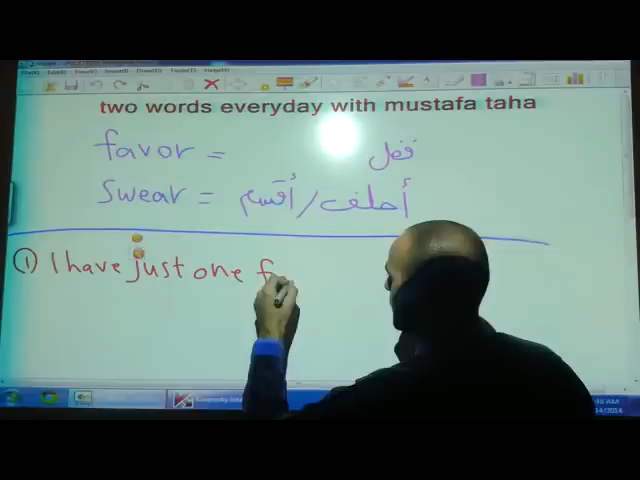 two words everyday with mustafa taha
favor = فضل
swear = أحلف / أقسم
① I have just one f